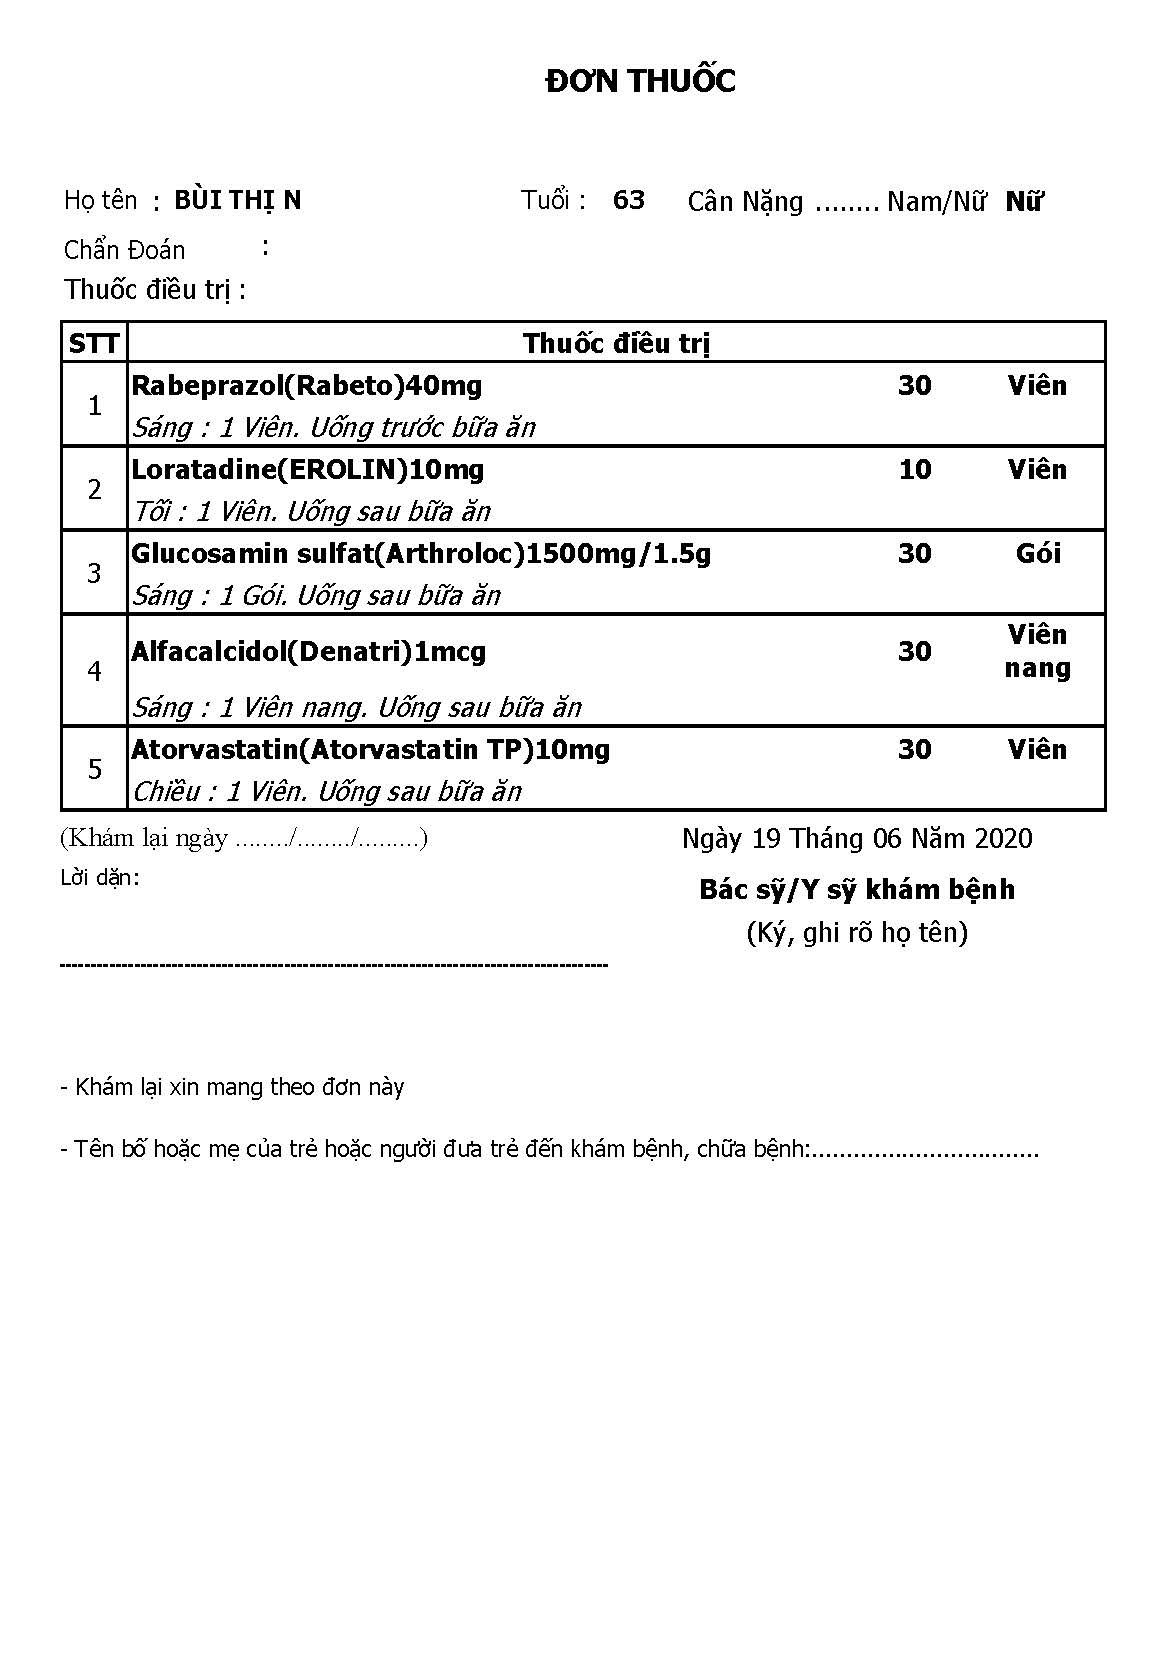 ĐƠN THUỐC
Họ tên : BÙI THỊ N Tuổi : 63 Cân Nặng ........ Nam/Nữ Nữ
Chẩn Đoán :
Thuốc điều trị :
STT Thuốc điều trị
1 Rabeprazol(Rabeto)40mg 30 Viên
Sáng : 1 Viên. Uống trước bữa ăn
2 Loratadine(EROLIN)10mg 10 Viên
Tối : 1 Viên. Uống sau bữa ăn
3 Glucosamin sulfat(Arthroloc)1500mg/1.5g 30 Gói
Sáng : 1 Gói. Uống sau bữa ăn
4 Alfacalcidol(Denatri)1mcg 30 Viên nang
Sáng : 1 Viên nang. Uống sau bữa ăn
5 Atorvastatin(Atorvastatin TP)10mg 30 Viên
Chiều : 1 Viên. Uống sau bữa ăn
(Khám lại ngày ......../......../.........) Ngày 19 Tháng 06 Năm 2020
Lời dặn:
Bác sỹ/Y sỹ khám bệnh
(Ký, ghi rõ họ tên)
- Khám lại xin mang theo đơn này
- Tên bố hoặc mẹ của trẻ hoặc người đưa trẻ đến khám bệnh, chữa bệnh:.................................